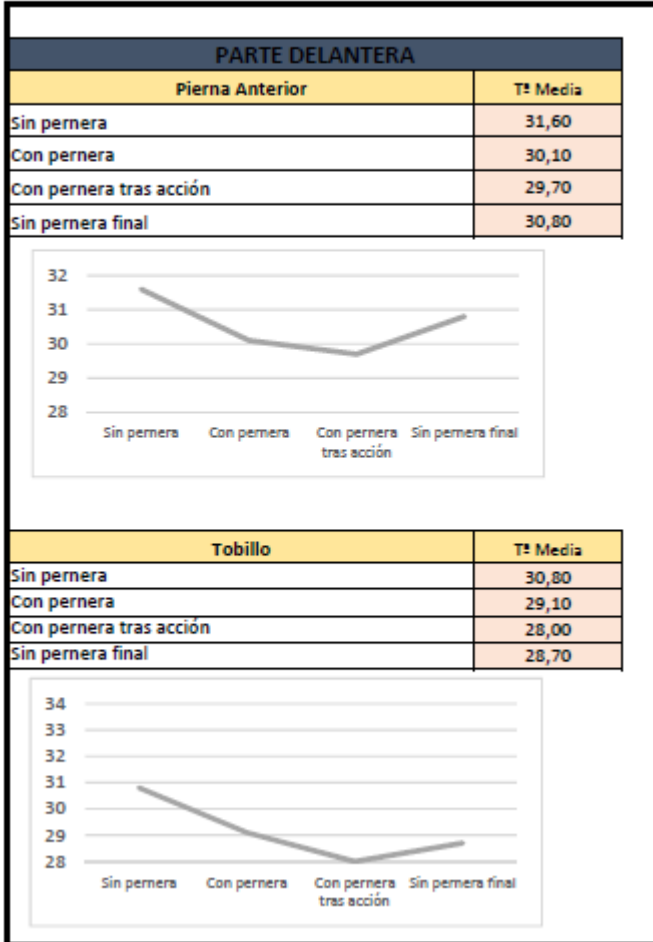 PARTE DELANTERA
Pierna Anterior Tª Media
Sin pernera 31,60
Con pernera 30,10
Con pernera tras acción 29,70
Sin pernera final 30,80
32
31
30
29
28
Sin pernera Con pernera Con pernera Sin pernera final
tras acción
Tobillo Tª Media
Sin pernera 30,80
Con pernera 29,10
Con pernera tras acción 28,00
Sin pernera final 28,70
34
33
32
31
30
29
28
Sin pernera Con pernera Con pernera Sin pernera final
tras acción